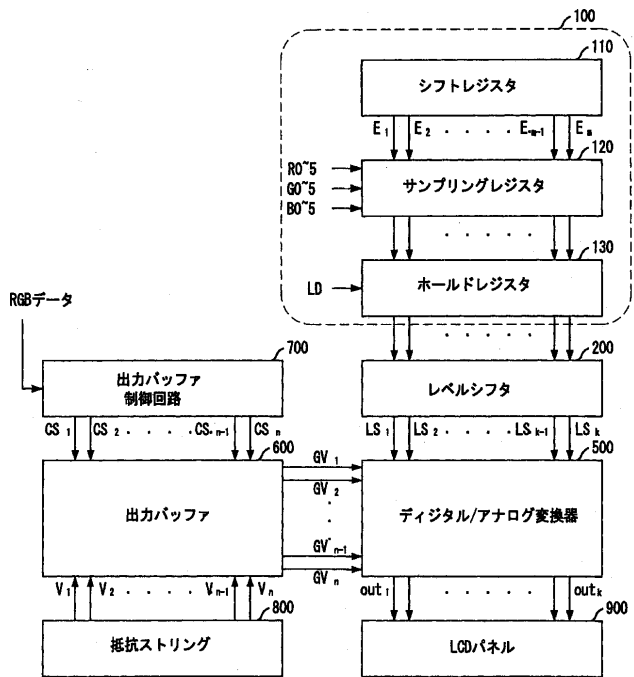 100
110
シフトレジスタ
E1 E2 ..... Em-1 Em
120
R0~5
G0~5
B0~5
サンプリングレジスタ
.....
130
LD
ホールドレジスタ
.....
RGBデータ
700
出力バッファ
制御回路
200
レベルシフタ
CS1 CS2 ..... CSn-1 CSn
LS1 LS2 ..... LSk-1 LSk
600
500
出力バッファ
GV1
GV2
GVn-1
GVn
ディジタル/アナログ変換器
V1 V2 ..... Vn-1 Vn
out1 ..... outk
800
900
抵抗ストリング
LCDパネル